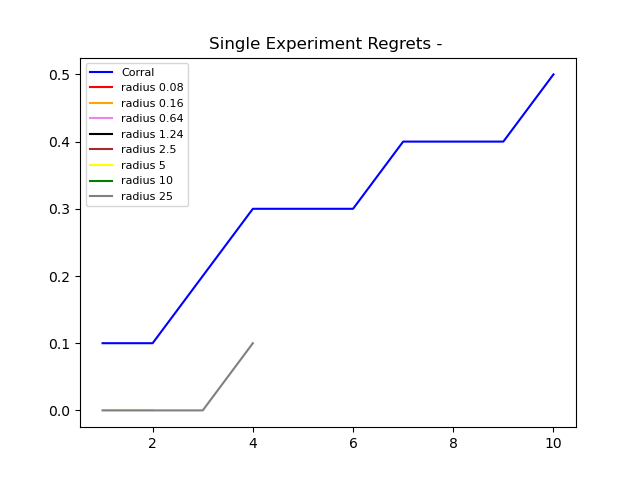 Single Experiment Regrets -
0.5
0.4
0.3
0.2
0.1
0.0
Corral
radius 0.08
radius 0.16
radius 0.64
radius 1.24
radius 2.5
radius 5
radius 10
radius 25
2 4 6 8 10